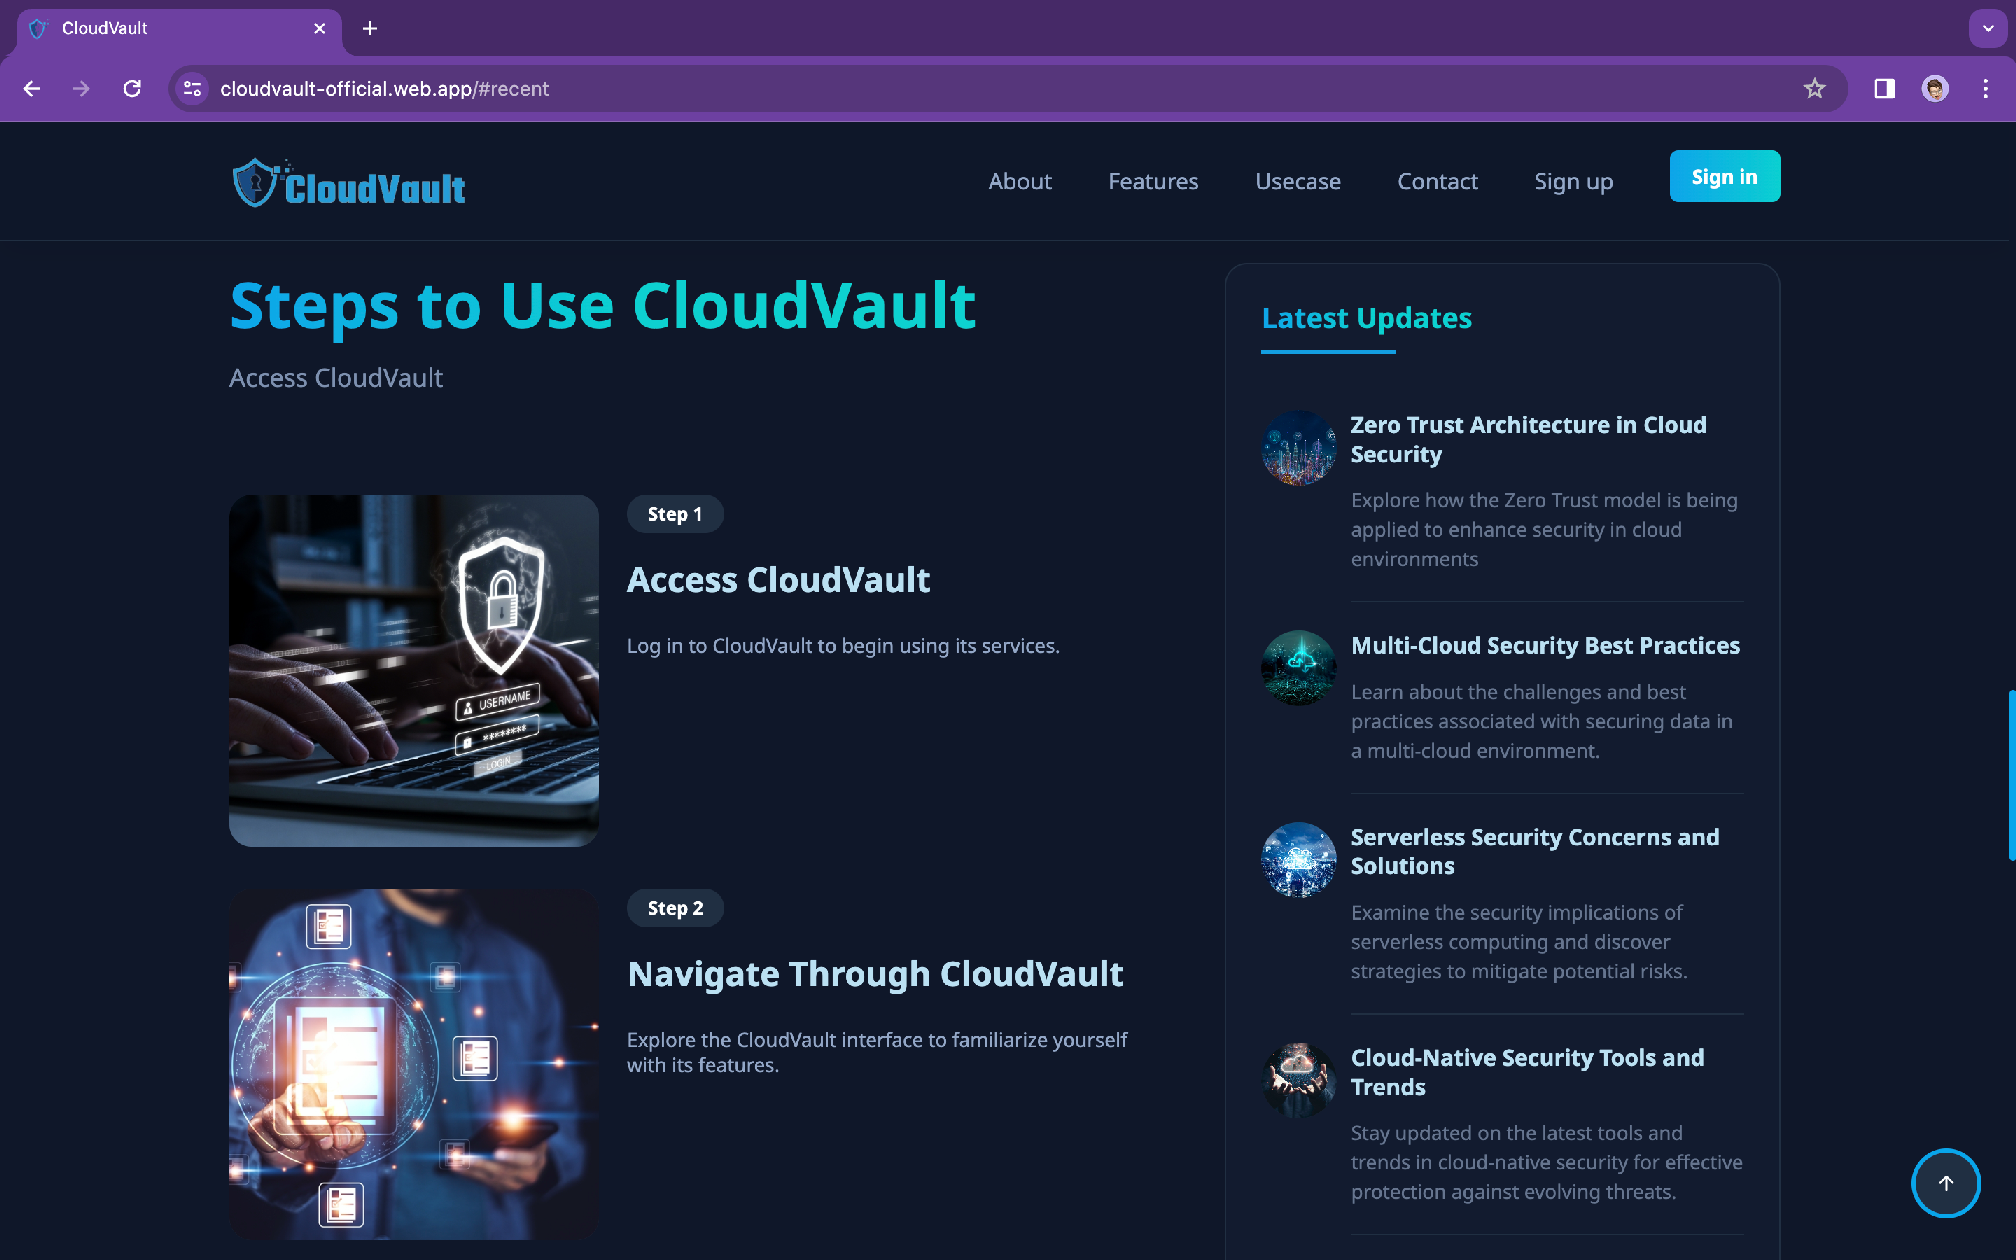 CloudVault
cloudvault-official.web.app/#recent
CloudVault
About
Features
Usecase
Contact
Sign up
Sign in
Steps to Use CloudVault
Access CloudVault
Step 1
Access CloudVault
Log in to CloudVault to begin using its services.
USERNAME
********
LOGIN
Step 2
Navigate Through CloudVault
Explore the CloudVault interface to familiarize yourself
with its features.
Latest Updates
Zero Trust Architecture in Cloud
Security
Explore how the Zero Trust model is being
applied to enhance security in cloud
environments
Multi-Cloud Security Best Practices
Learn about the challenges and best
practices associated with securing data in
a multi-cloud environment.
Serverless Security Concerns and
Solutions
Examine the security implications of
serverless computing and discover
strategies to mitigate potential risks.
Cloud-Native Security Tools and
Trends
Stay updated on the latest tools and
trends in cloud-native security for effective
protection against evolving threats.